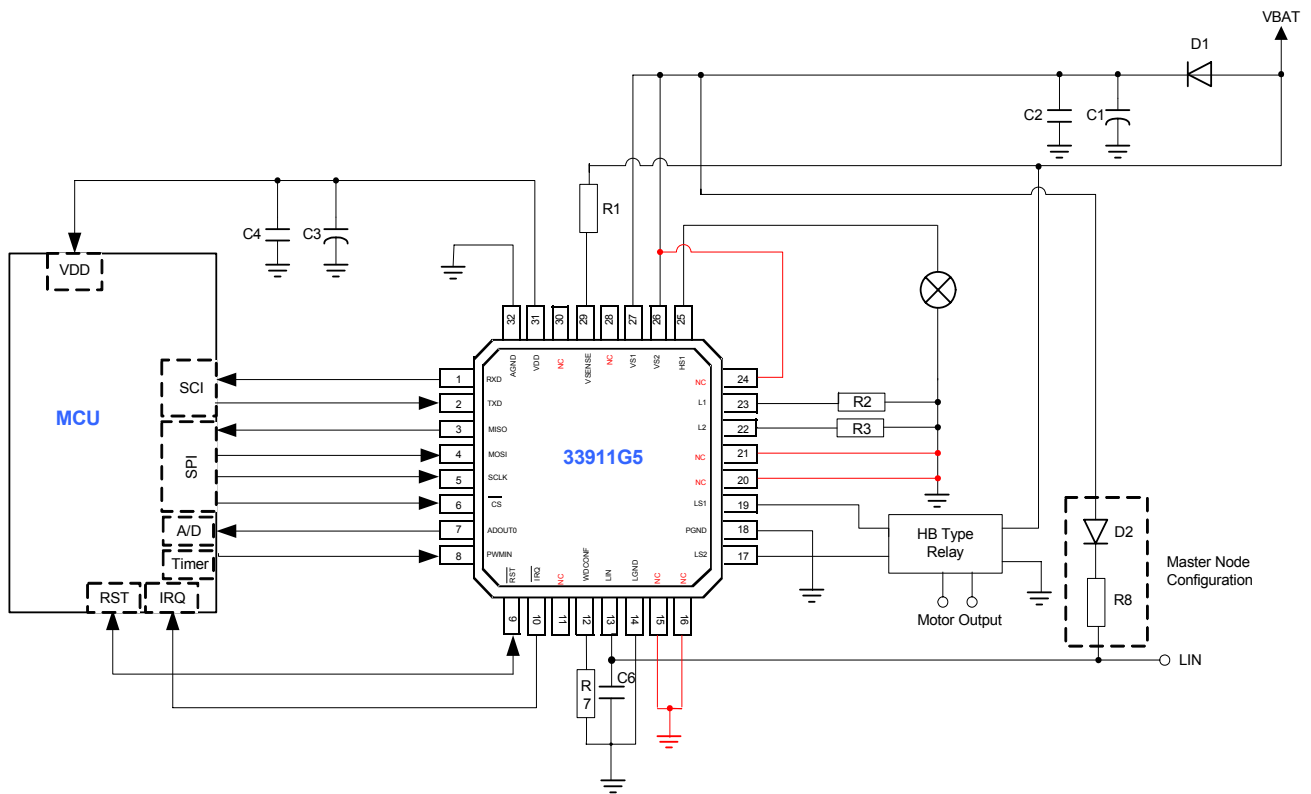 VBAT
D1
C2
C1
R1
C4
C3
VDD
32
31
30
29
28
27
26
25
AGND
VDD
NC
VSENSE
NC
VS1
VS2
HS1
MCU
SCI
SPI
A/D
Timer
RST
IRQ
1
RXD
2
TXD
3
MISO
4
MOSI
5
SCLK
6
CS
7
ADOUT0
8
PWMIN
33911G5
NC
24
L1
23
R2
L2
22
R3
NC
21
NC
20
LS1
19
PGND
18
LS2
17
HB Type
Relay
Motor Output
D2
R8
Master Node
Configuration
RST
IRQ
NC
WDCONF
LIN
LGND
NC
NC
9
10
11
12
13
14
15
16
R
7
C6
LIN